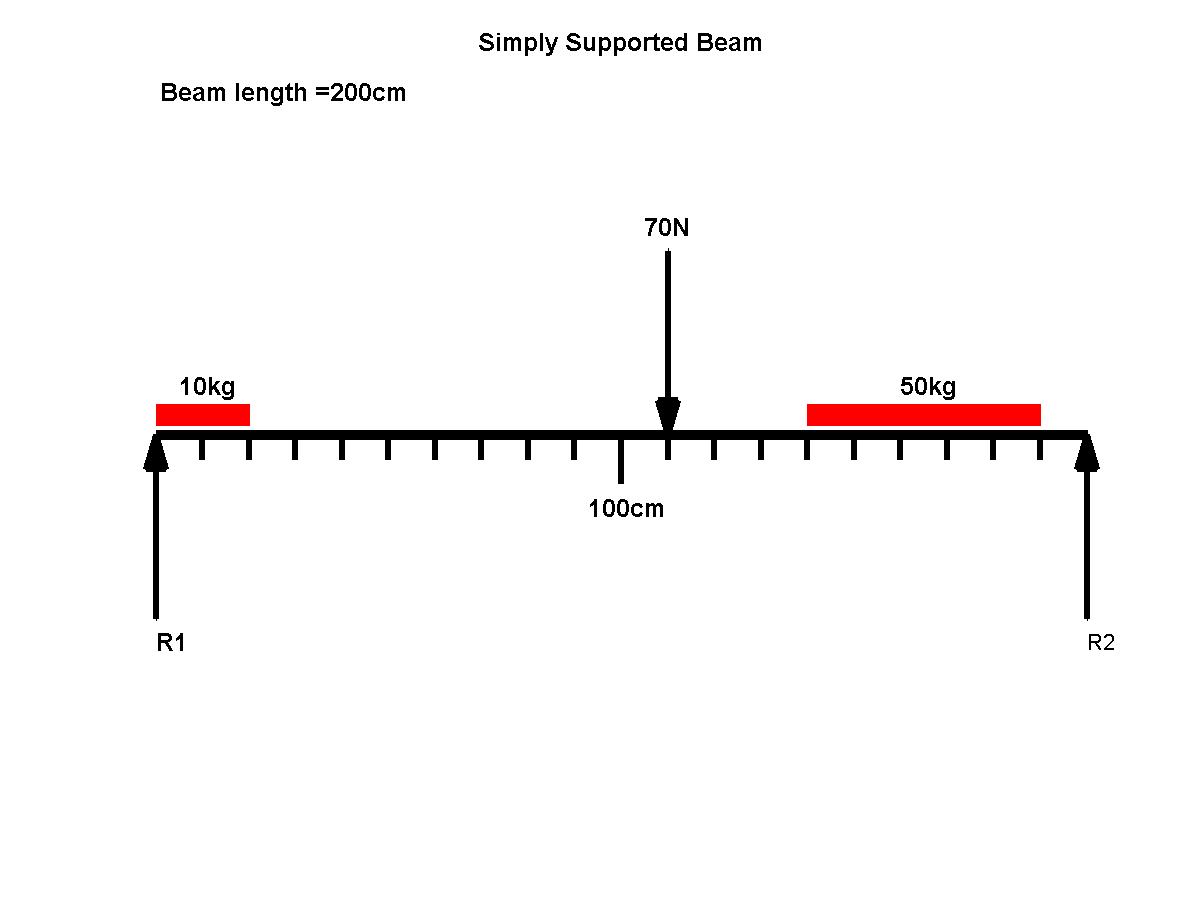 Simply Supported Beam
Beam length =200cm
70N
10kg
50kg
100cm
R1
R2